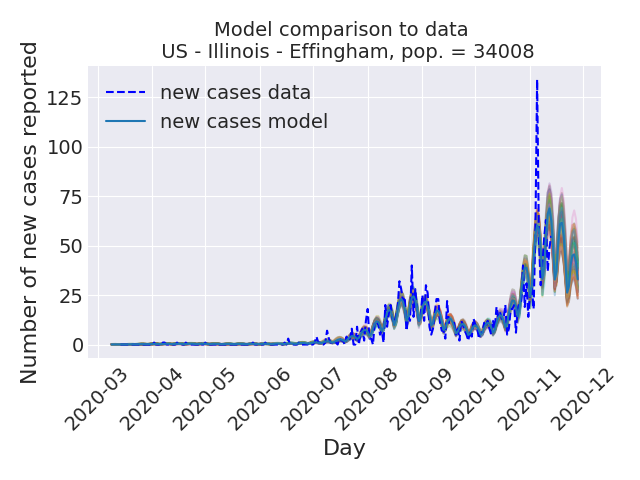 Model comparison to data
US - Illinois - Effingham, pop. = 34008
Number of new cases reported
125
100
75
50
25
0
new cases data
new cases model
2020-03
2020-04
2020-05
2020-06
2020-07
2020-08
2020-09
2020-10
2020-11
2020-12
Day